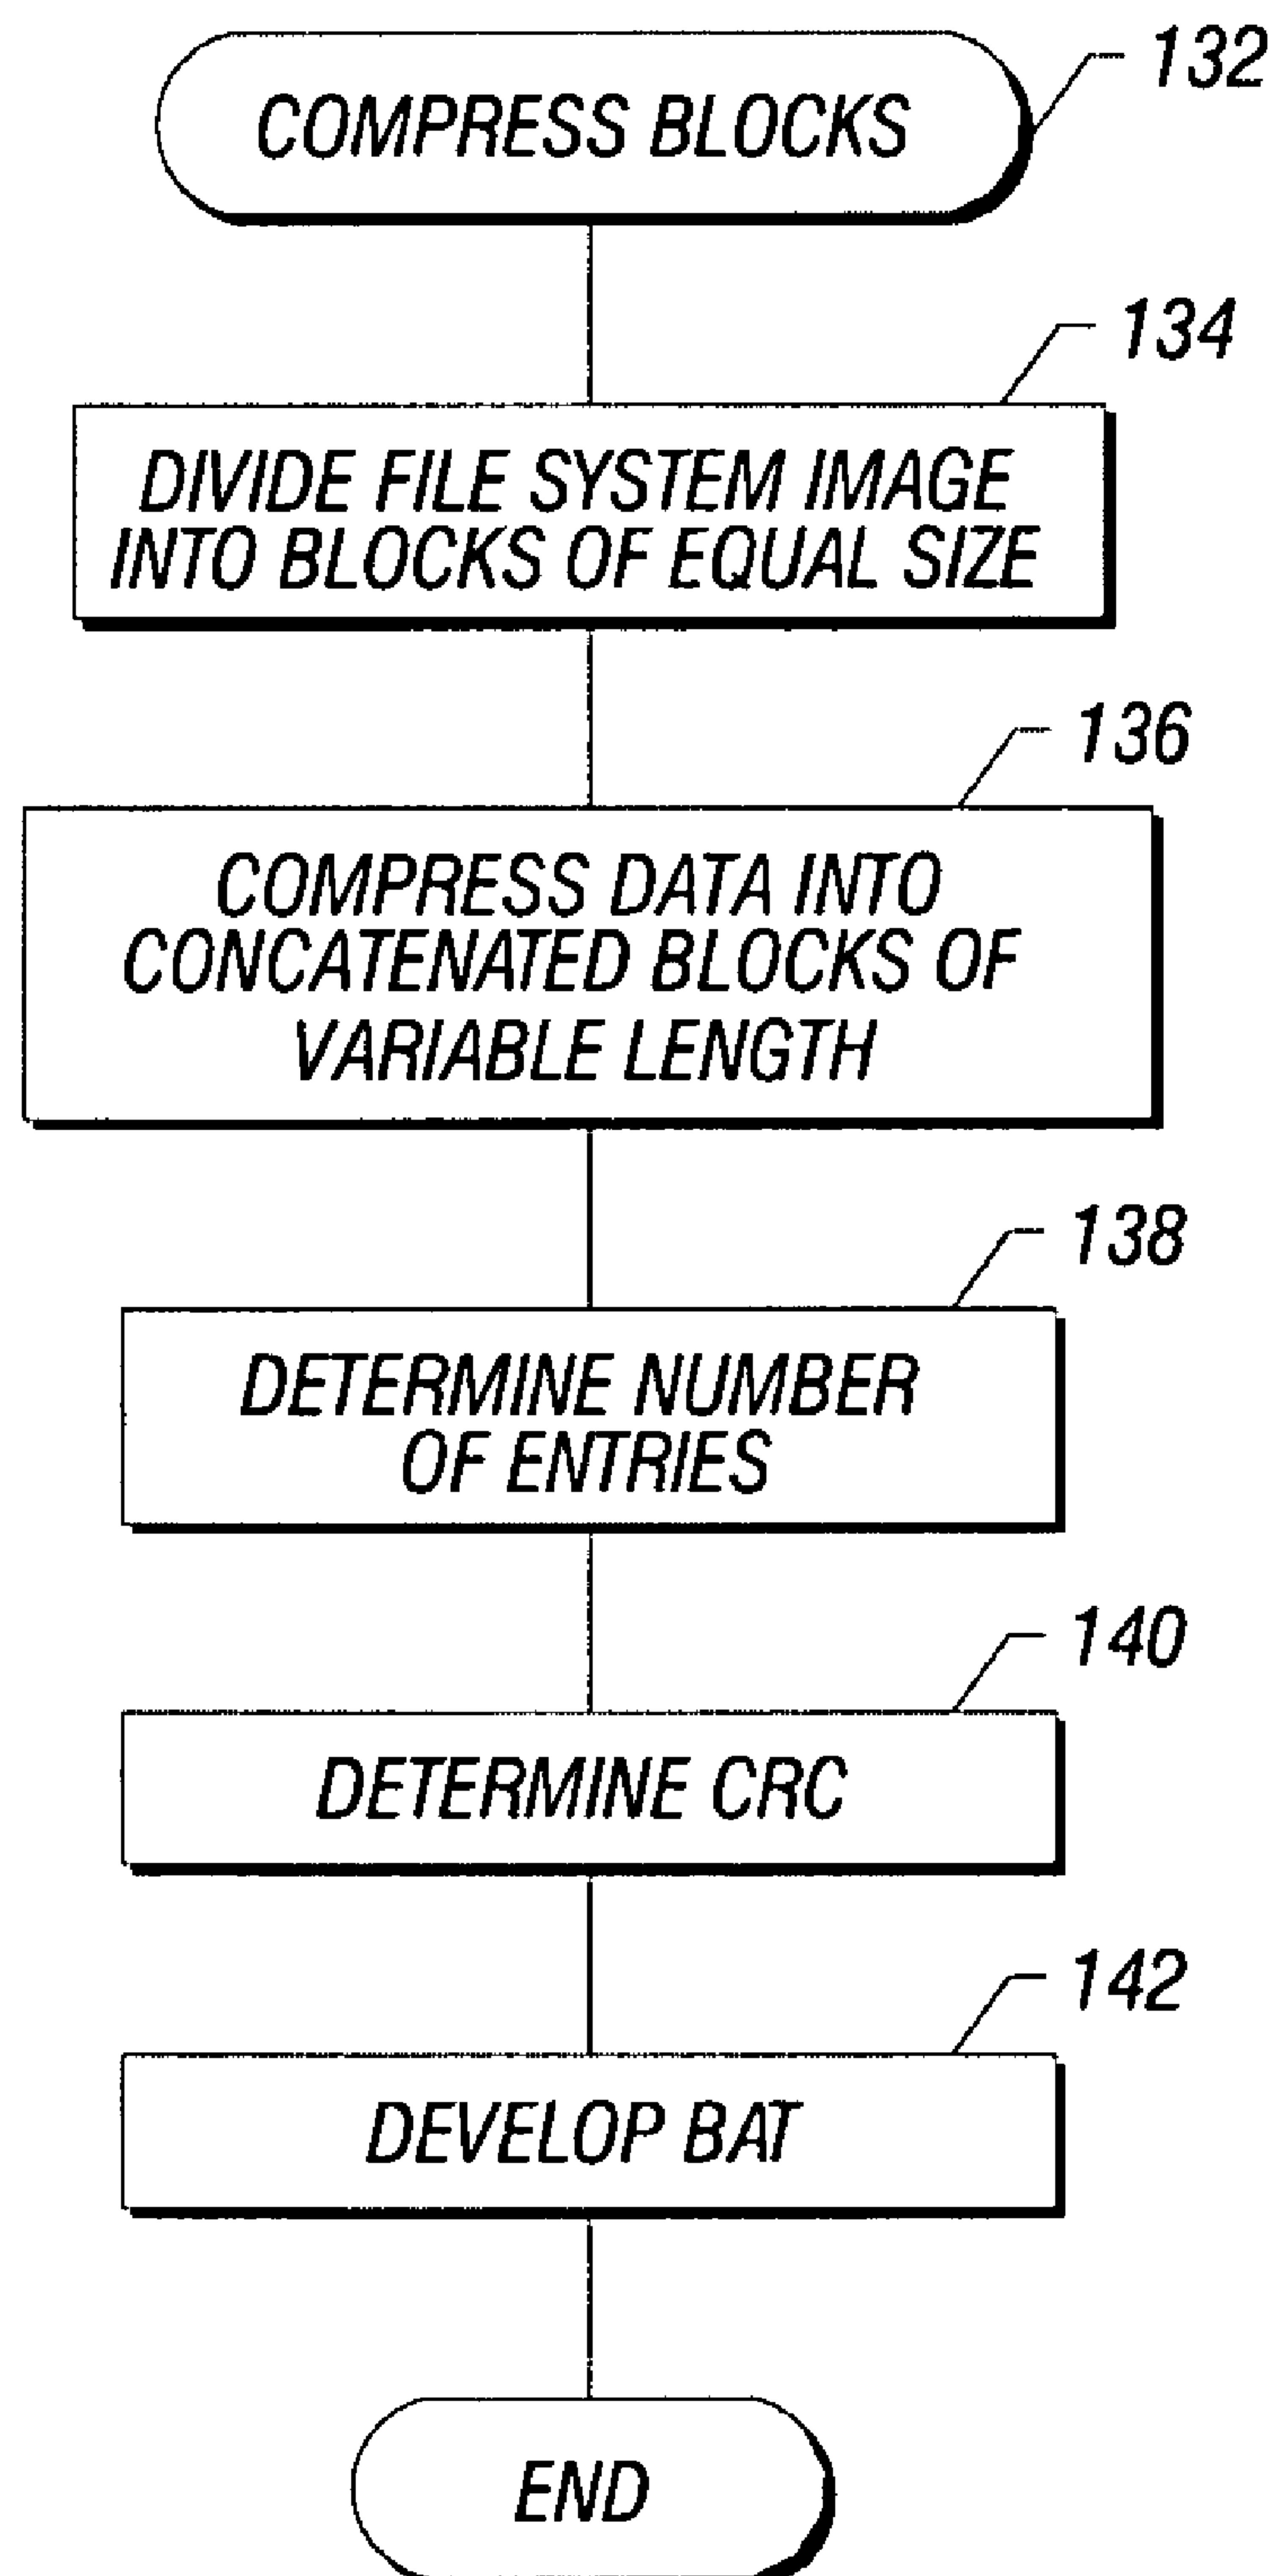 132
COMPRESS BLOCKS
134
DIVIDE FILE SYSTEM IMAGE
INTO BLOCKS OF EQUAL SIZE
136
COMPRESS DATA INTO
CONCATENATED BLOCKS OF
VARIABLE LENGTH
138
DETERMINE NUMBER
OF ENTRIES
140
DETERMINE CRC
142
DEVELOP BAT
END